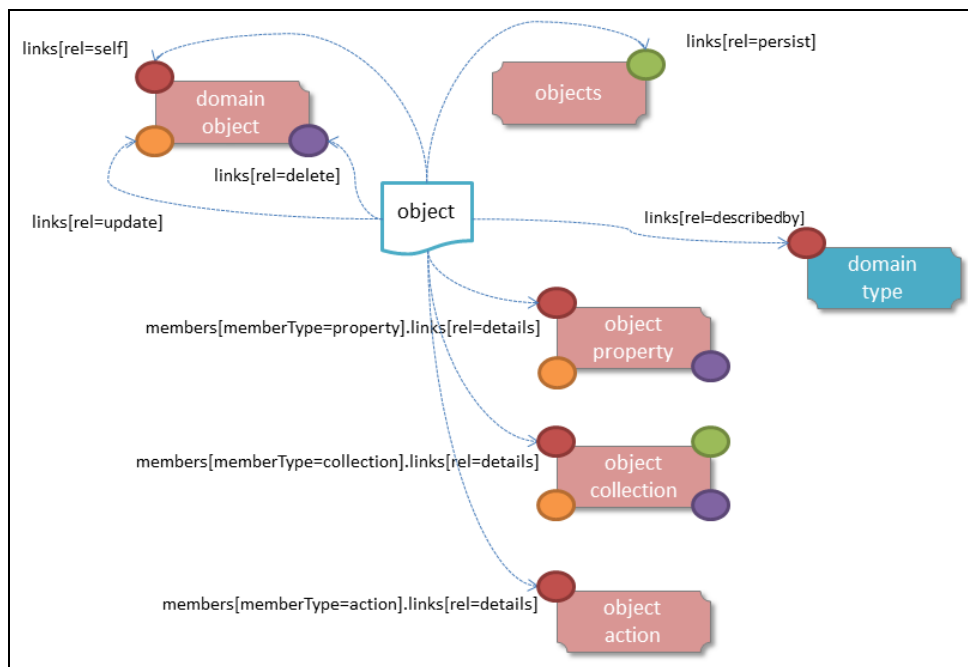 links[rel=self]
links[rel=persist]
domain
object
objects
links[rel=delete]
links[rel=update]
object
links[rel=describedby]
domain
type
members[memberType=property].links[rel=details]
object
property
members[memberType=collection].links[rel=details]
object
collection
members[memberType=action].links[rel=details]
object
action